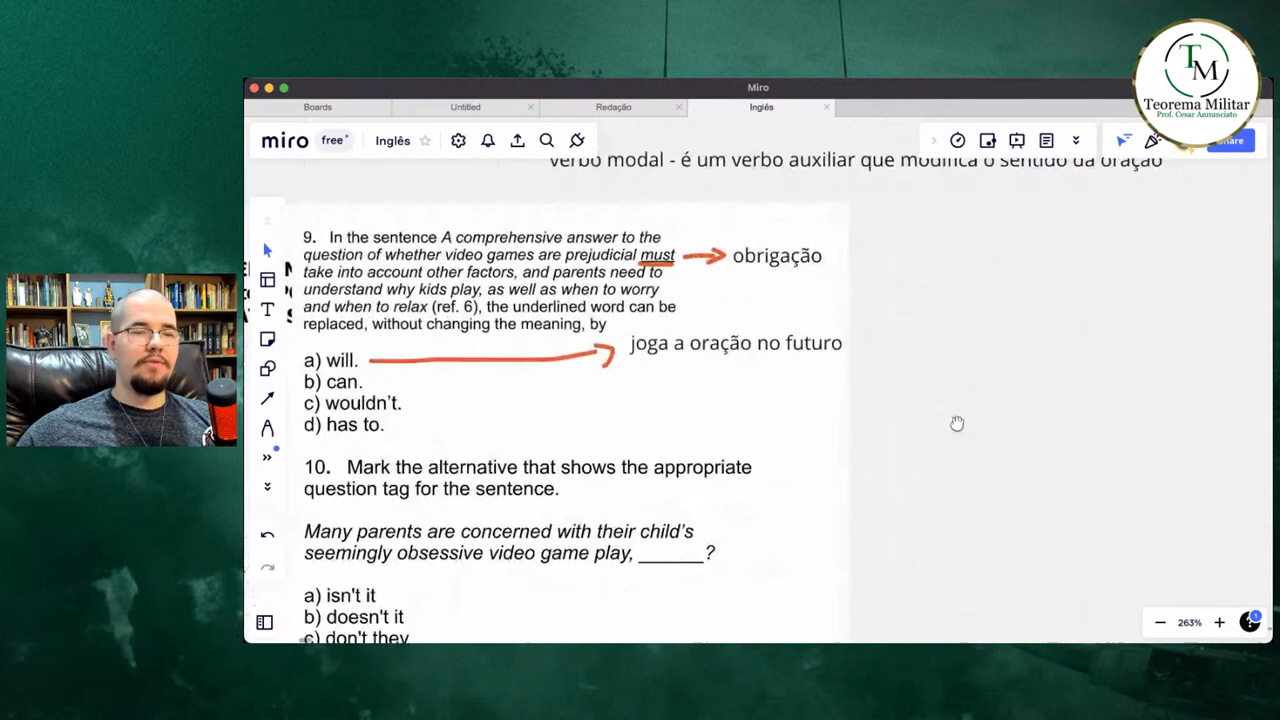 TM
Teorema Militar
Prof. Cesar Annunciato
Miro
Boards
Untitled
Redação
Inglês
miro free Inglês
Share
verbo modal - é um verbo auxiliar que modifica o sentido da oração
9. In the sentence A comprehensive answer to the
question of whether video games are prejudicial must
obrigação
take into account other factors, and parents need to
understand why kids play, as well as when to worry
and when to relax (ref. 6), the underlined word can be
replaced, without changing the meaning, by
joga a oração no futuro
a) will.
b) can.
c) wouldn't.
d) has to.
10. Mark the alternative that shows the appropriate
question tag for the sentence.
Many parents are concerned with their child's
seemingly obsessive video game play, ______?
a) isn't it
b) doesn't it
c) don't they
263%